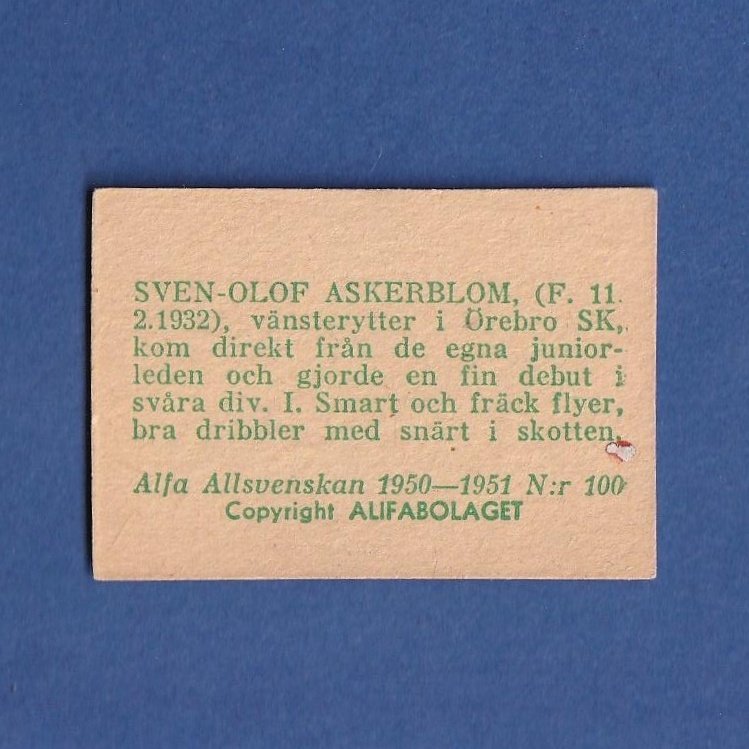 SVEN-OLOF ASKERBLOM, (F. 11.
2.1932), vänsterytter i Örebro SK,
kom direkt från de egna junior-
leden och gjorde en fin debut i
svåra div. I. Smart och fräck flyer,
bra dribbler med snärt i skotten.
Alfa Allsvenskan 1950—1951 N:r 100
Copyright ALIFABOLAGET